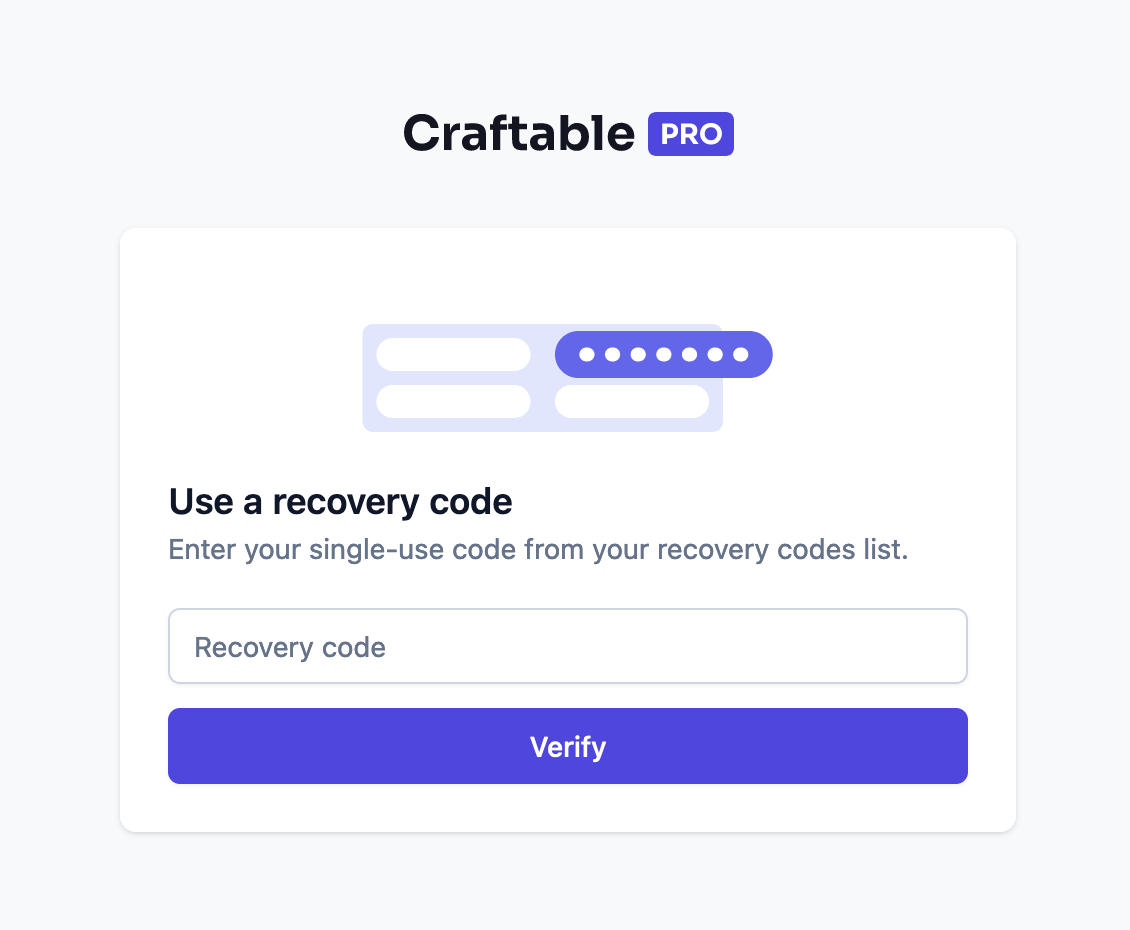 Craftable PRO
Use a recovery code
Enter your single-use code from your recovery codes list.
Recovery code
Verify